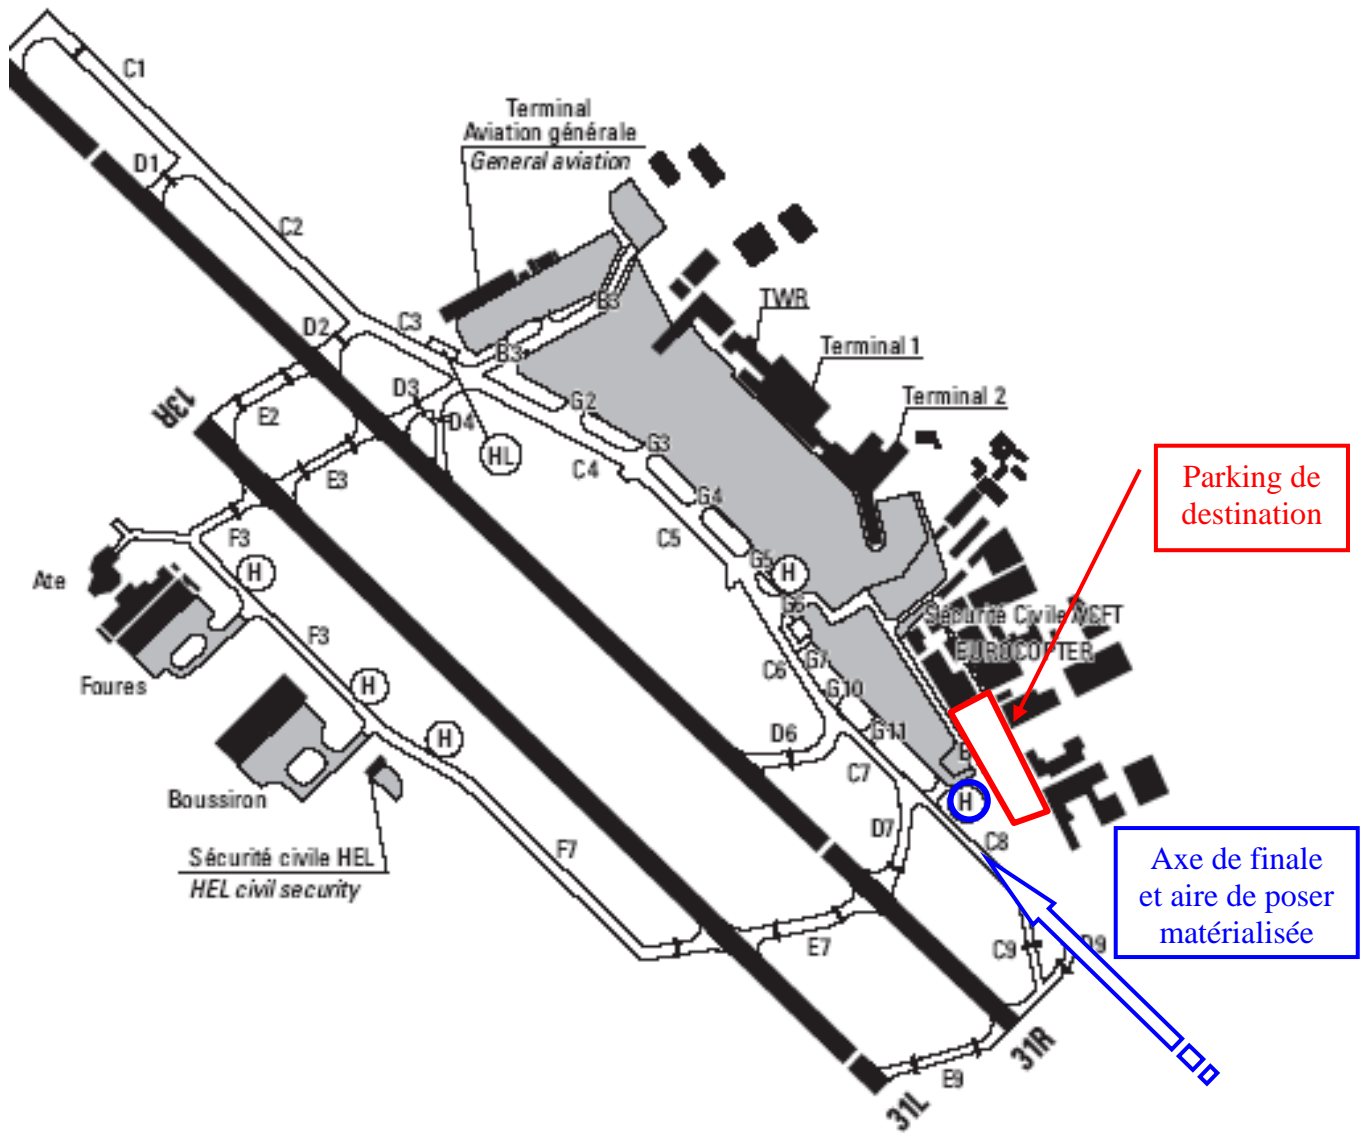 C1
Terminal
Aviation générale
General aviation
D1
C2
B3
TWR
D2
C3
B3
Terminal 1
13R
E2
D3
D4
G2
Terminal 2
HL
G3
C4
E3
G4
Parking de
destination
C5
F3
H
G5
H
Ate
G6
Sécurité Civile
EUROCOPTER
F3
G7
C6
Foures
H
G10
G11
D6
H
B
C7
Boussiron
H
D7
C8
F7
Sécurité civile HEL
HEL civil security
Axe de finale
et aire de poser
matérialisée
E7
C9
D9
31R
E9
31L